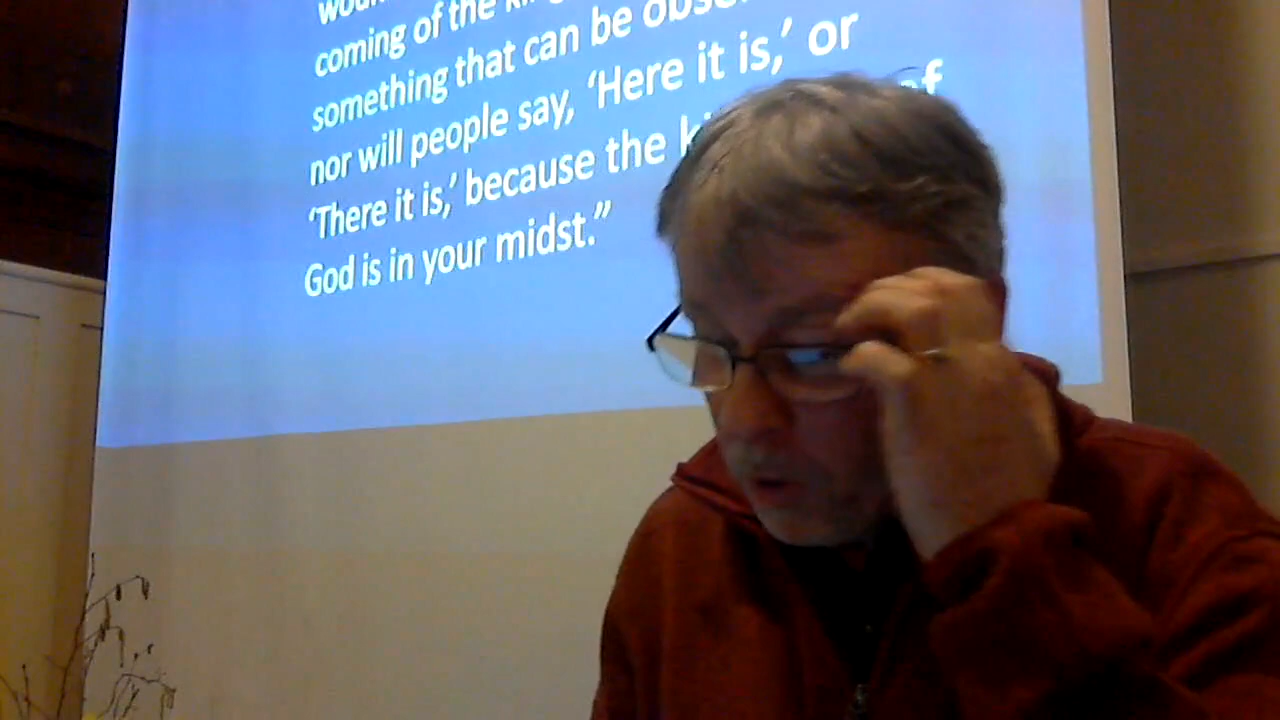 coming of the
something that can be
nor will people say, ‘Here it is,’ or
‘There it is,’ because the of
God is in your midst.”